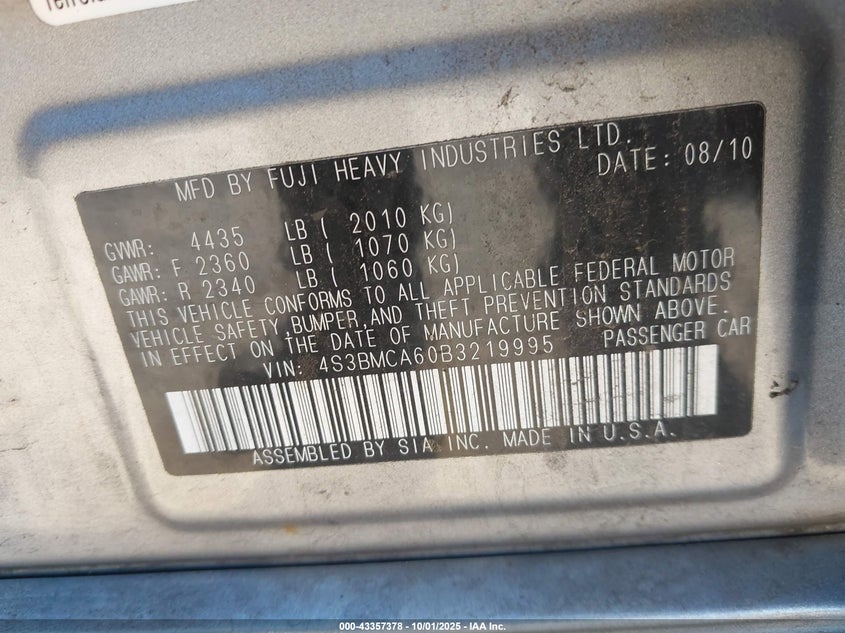 MFD BY FUJI HEAVY INDUSTRIES LTD.
DATE: 08/10
GVWR: 4435 LB ( 2010 KG)
GAWR: F 2360 LB ( 1070 KG)
GAWR: R 2340 LB ( 1060 KG)
THIS VEHICLE CONFORMS TO ALL APPLICABLE FEDERAL MOTOR
VEHICLE SAFETY BUMPER,AND THEFT PREVENTION STANDARDS
IN EFFECT ON THE DATE OF MANUFACTURE SHOWN ABOVE.
VIN: 4S3BMCA60B3219995 PASSENGER CAR
ASSEMBLED BY SIA INC. MADE IN U.S.A.
000-43357378 - 10/01/2025 - IAA Inc.